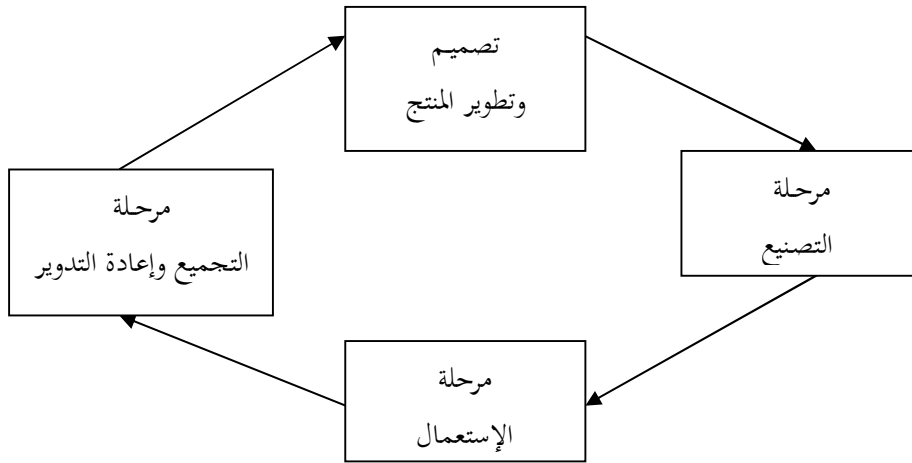 تصميم
وتطوير المنتج
مرحلة
التصنيع
مرحلة
الإستعمال
مرحلة
التجميع وإعادة التدوير